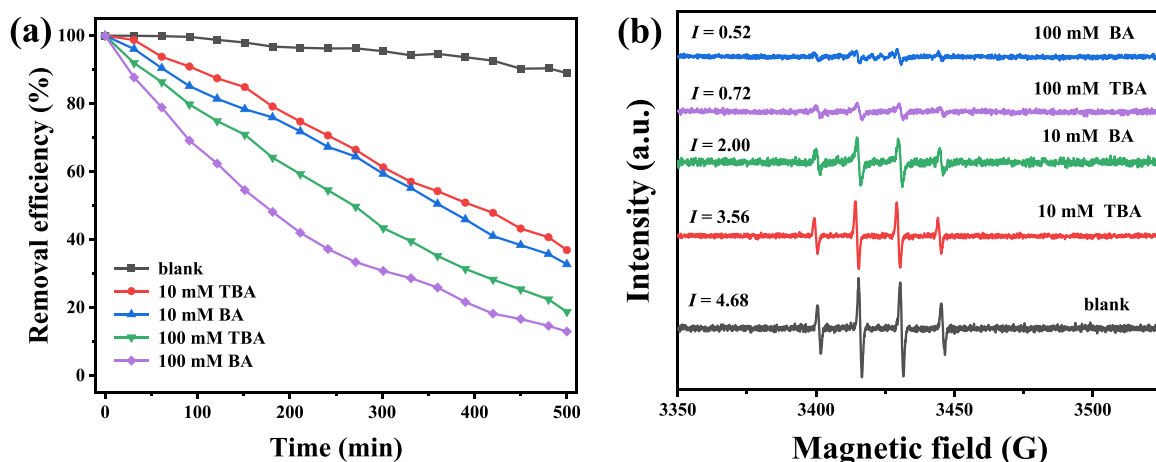 (a)
Removal efficiency (%)
100
80
60
40
20
0
blank
10 mM TBA
10 mM BA
100 mM TBA
100 mM BA
0
100
200
300
400
500
Time (min)
(b)
Intensity (a.u.)
I = 0.52
100 mM BA
I = 0.72
100 mM TBA
I = 2.00
10 mM BA
I = 3.56
10 mM TBA
I = 4.68
blank
3350
3400
3450
3500
Magnetic field (G)